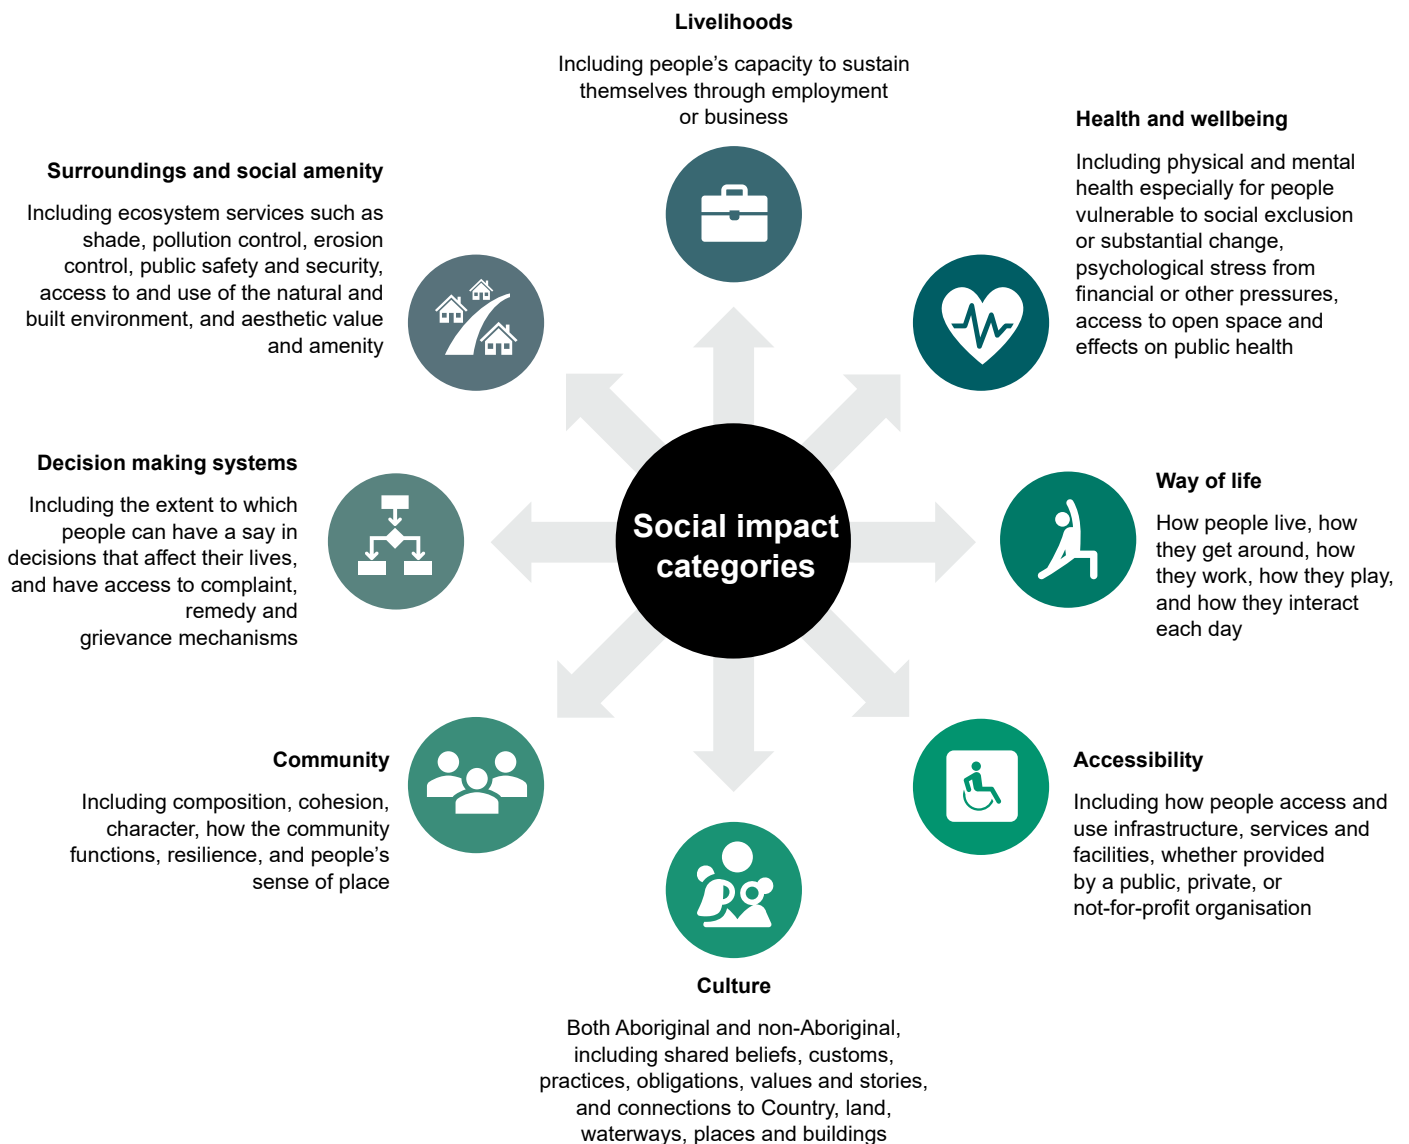 Livelihoods
Including people's capacity to sustain
themselves through employment
or business
Health and wellbeing
Including physical and mental
health especially for people
vulnerable to social exclusion
or substantial change,
psychological stress from
financial or other pressures,
access to open space and
effects on public health
Surroundings and social amenity
Including ecosystem services such as
shade, pollution control, erosion
control, public safety and security,
access to and use of the natural and
built environment, and aesthetic value
and amenity
Decision making systems
Including the extent to which
people can have a say in
decisions that affect their lives,
and have access to complaint,
remedy and
grievance mechanisms
Social impact
categories
Way of life
How people live, how
they get around, how
they work, how they play,
and how they interact
each day
Community
Including composition, cohesion,
character, how the community
functions, resilience, and people's
sense of place
Accessibility
Including how people access and
use infrastructure, services and
facilities, whether provided
by a public, private, or
not-for-profit organisation
Culture
Both Aboriginal and non-Aboriginal,
including shared beliefs, customs,
practices, obligations, values and stories,
and connections to Country, land,
waterways, places and buildings